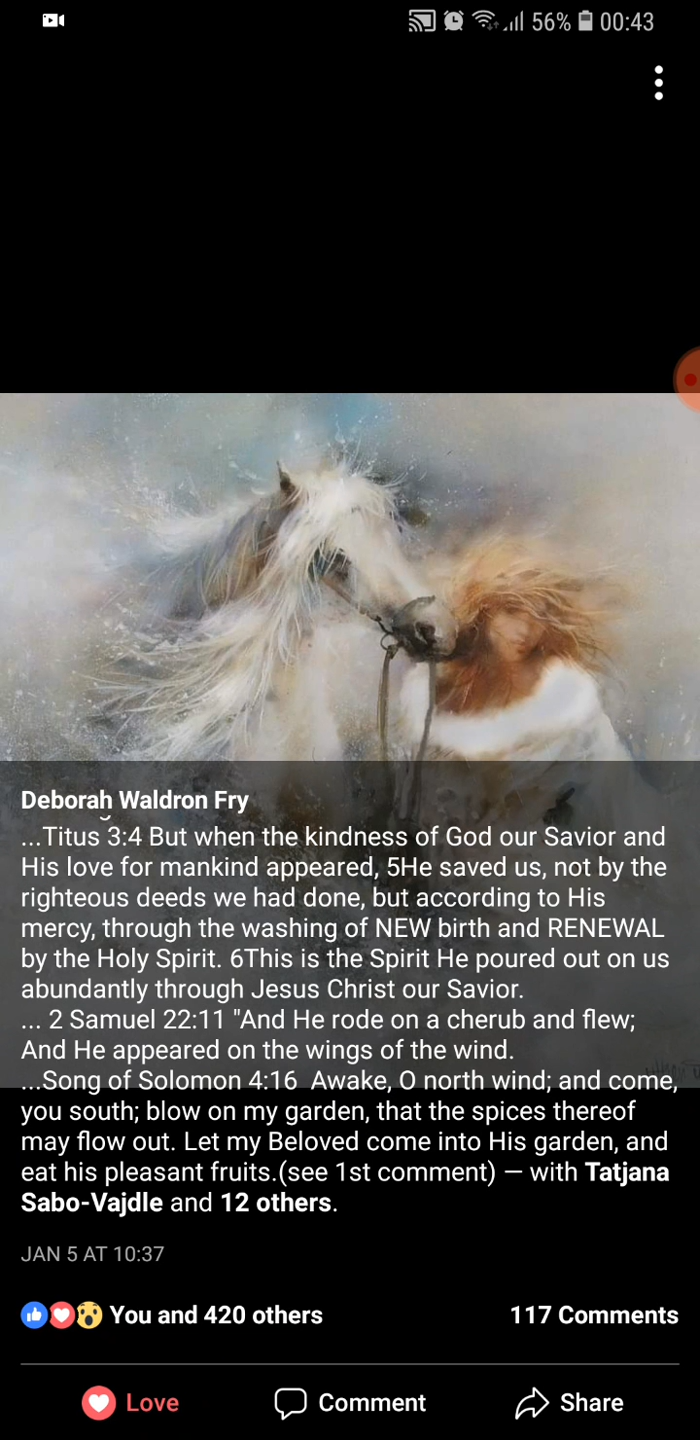 56% 00:43
Deborah Waldron Fry
...Titus 3:4 But when the kindness of God our Savior and
His love for mankind appeared, 5He saved us, not by the
righteous deeds we had done, but according to His
mercy, through the washing of NEW birth and RENEWAL
by the Holy Spirit. 6This is the Spirit He poured out on us
abundantly through Jesus Christ our Savior.
... 2 Samuel 22:11 "And He rode on a cherub and flew;
And He appeared on the wings of the wind.
...Song of Solomon 4:16  Awake, O north wind; and come,
you south; blow on my garden, that the spices thereof
may flow out. Let my Beloved come into His garden, and
eat his pleasant fruits.(see 1st comment) — with Tatjana
Sabo-Vajdle and 12 others.
JAN 5 AT 10:37
You and 420 others 117 Comments
Love Comment Share